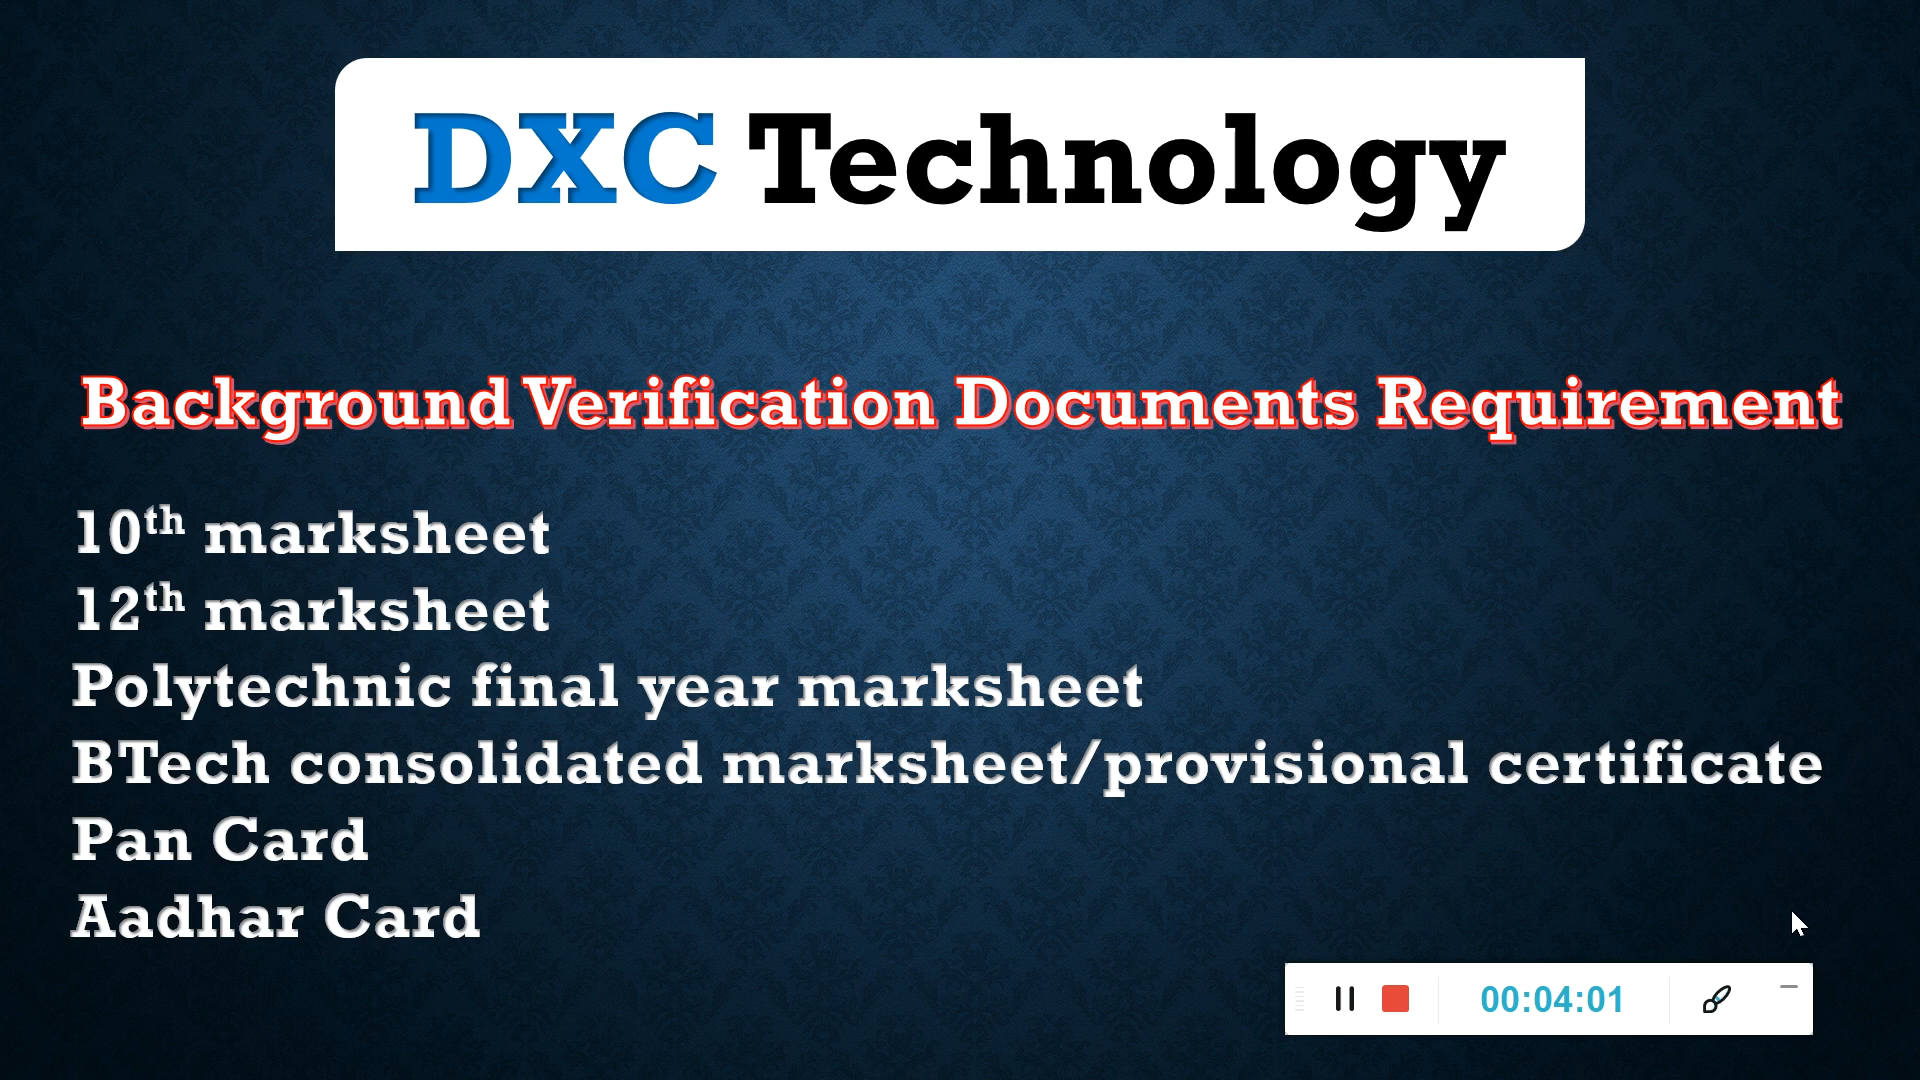 DXC Technology
Background Verification Documents Requirement
10th marksheet
12th marksheet
Polytechnic final year marksheet
BTech consolidated marksheet/provisional certificate
Pan Card
Aadhar Card
00:04:01